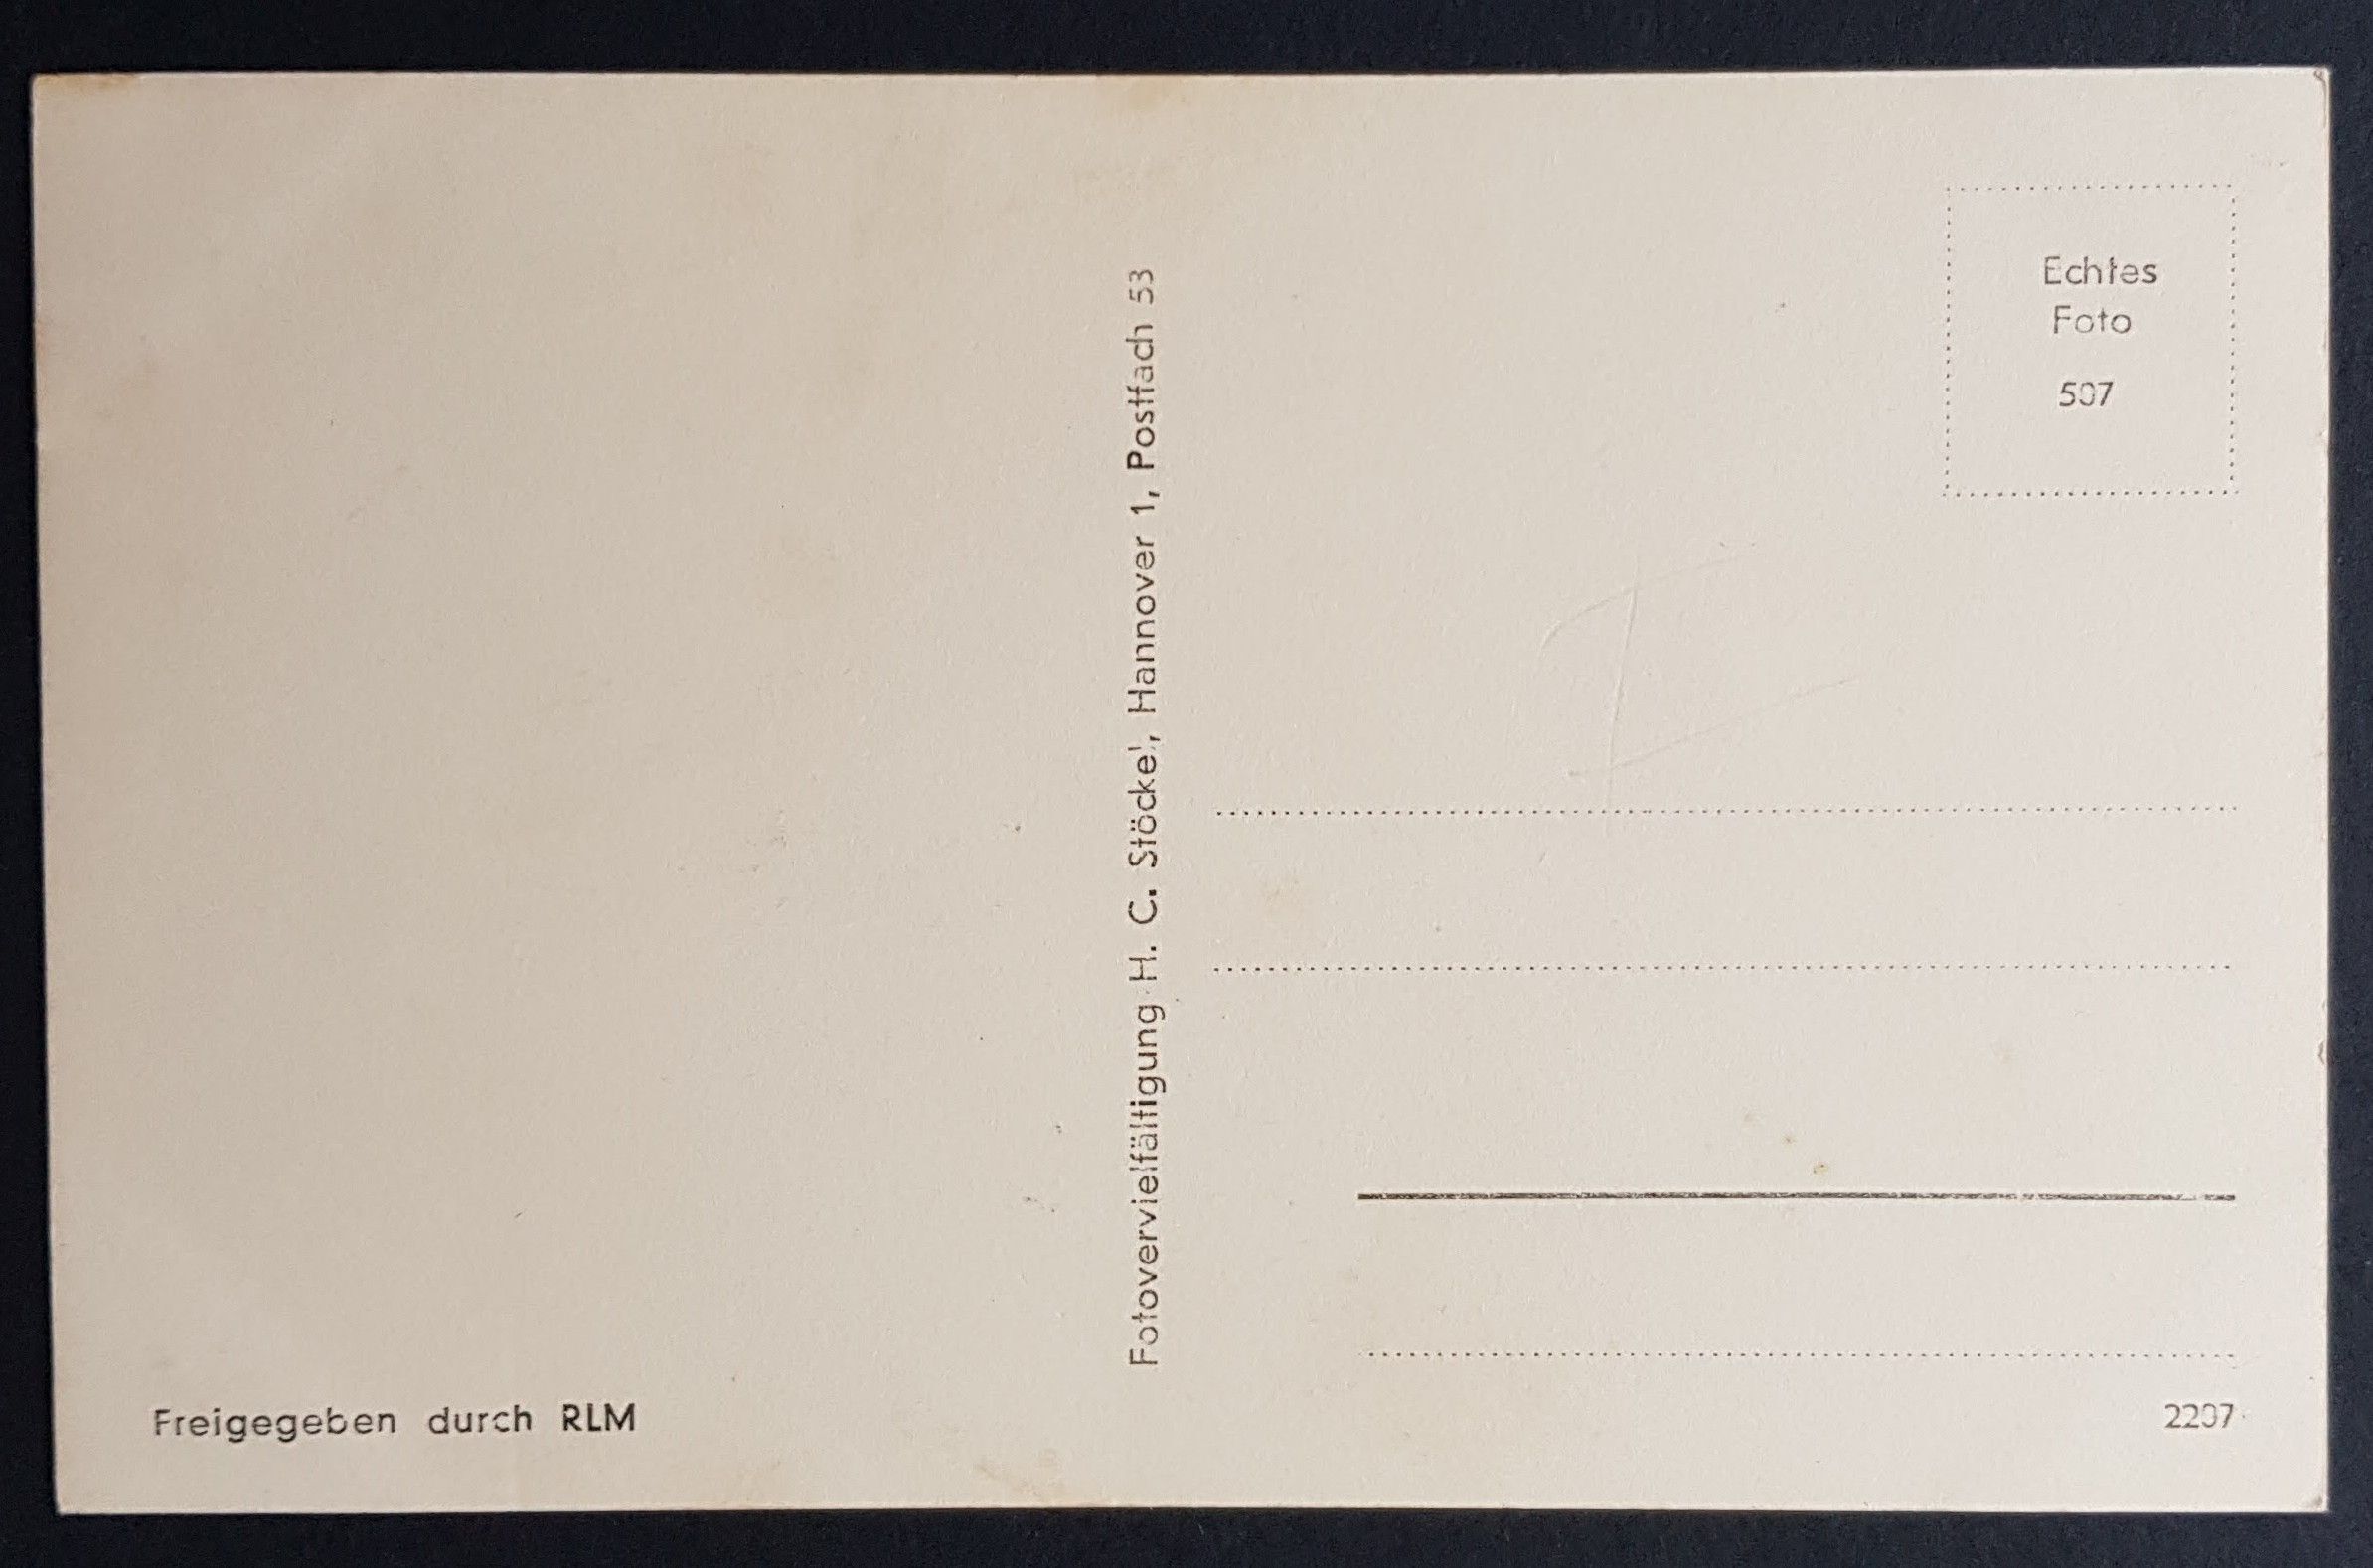 Echtes
Foto
507
Fotovervielfältigung H. C. Stöckel, Hannover 1, Postfach 53
Freigegeben durch RLM
2207